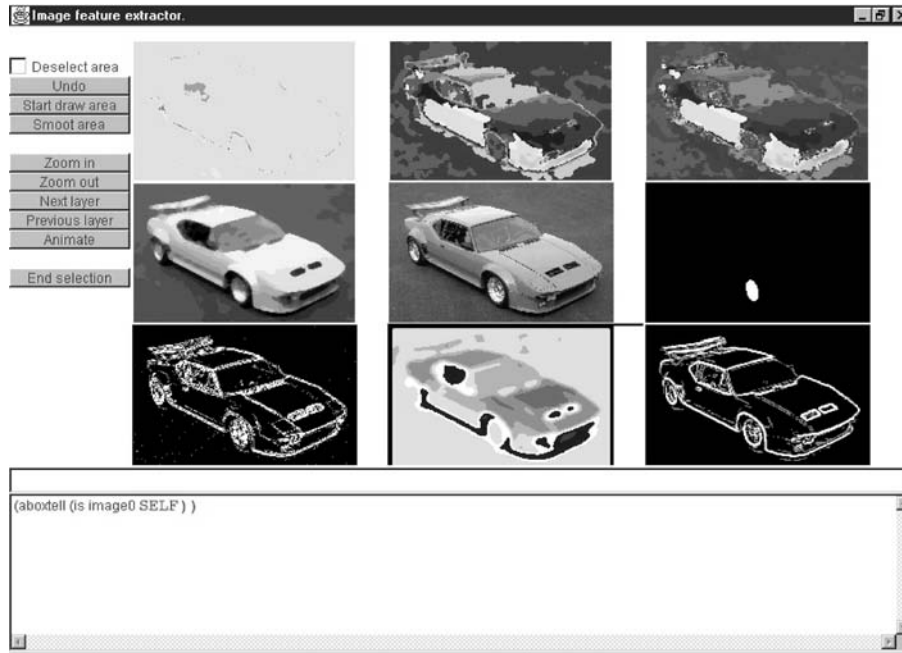 Image feature extractor.
Deselect area
Undo
Start draw area
Smoot area
Zoom in
Zoom out
Next layer
Previous layer
Animate
End selection
(aboxtell (is image0 SELF ) )